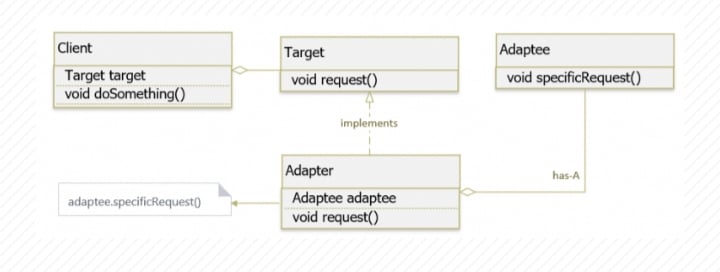 Client
Target target
void doSomething()
Target
void request()
Adaptee
void specificRequest()
implements
Adapter
Adaptee adaptee
void request()
has-A
adaptee.specificRequest()